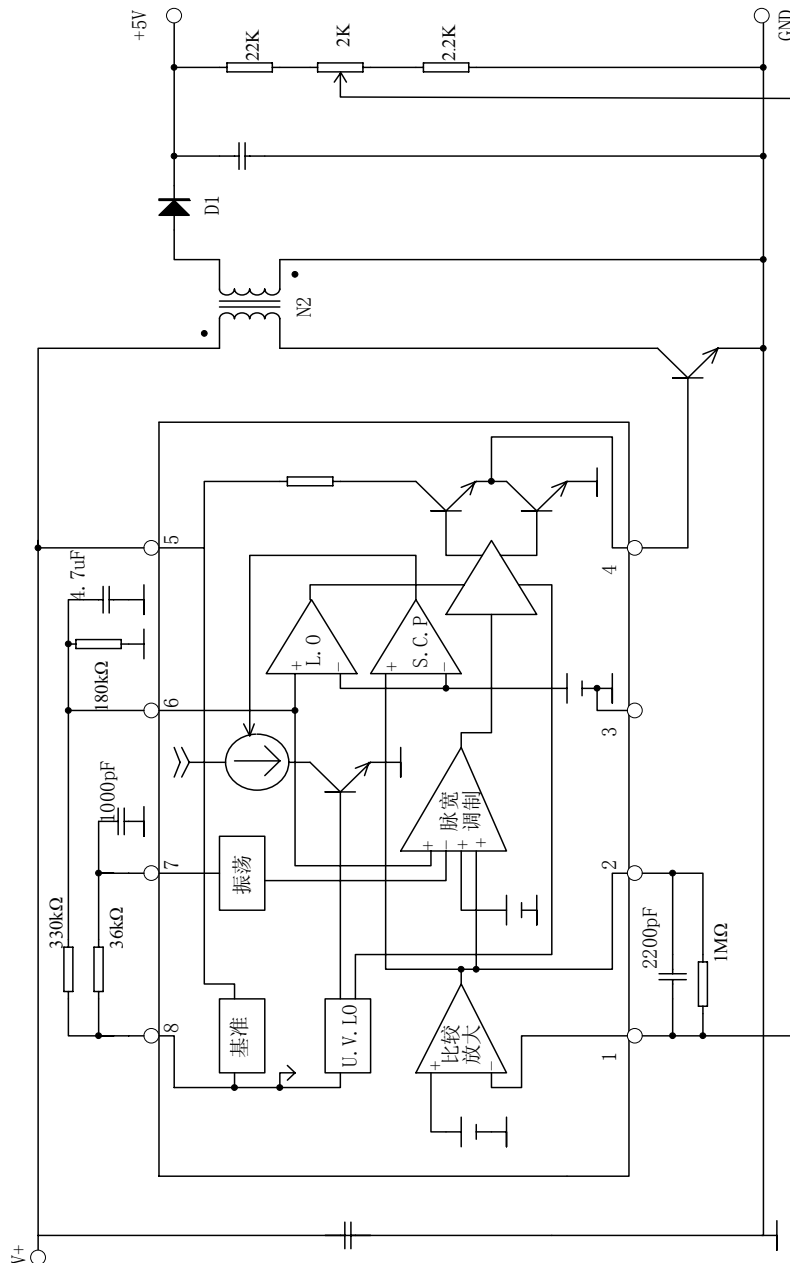 +5V
GND
22K
2K
2.2K
D1
N2
5
4.7uF
180kΩ
6
1000pF
7
330kΩ
36kΩ
8
L.O
+
-
S.C.P
+
-
4
3
脉宽
调制
+
-
+
+
振荡
基准
U.V.LO
比较
放大
+
-
2
2200pF
1MΩ
1
V+